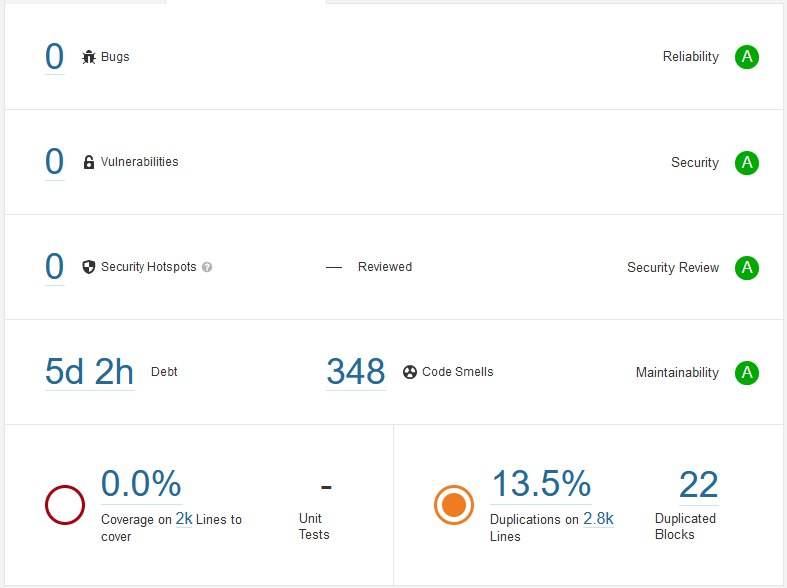 0 Bugs Reliability A
0 Vulnerabilities Security A
0 Security Hotspots ? — Reviewed Security Review A
5d 2h Debt 348 Code Smells Maintainability A
0.0%
Coverage on 2k Lines to
cover
-
Unit
Tests
13.5%
Duplications on 2.8k
Lines
22
Duplicated
Blocks